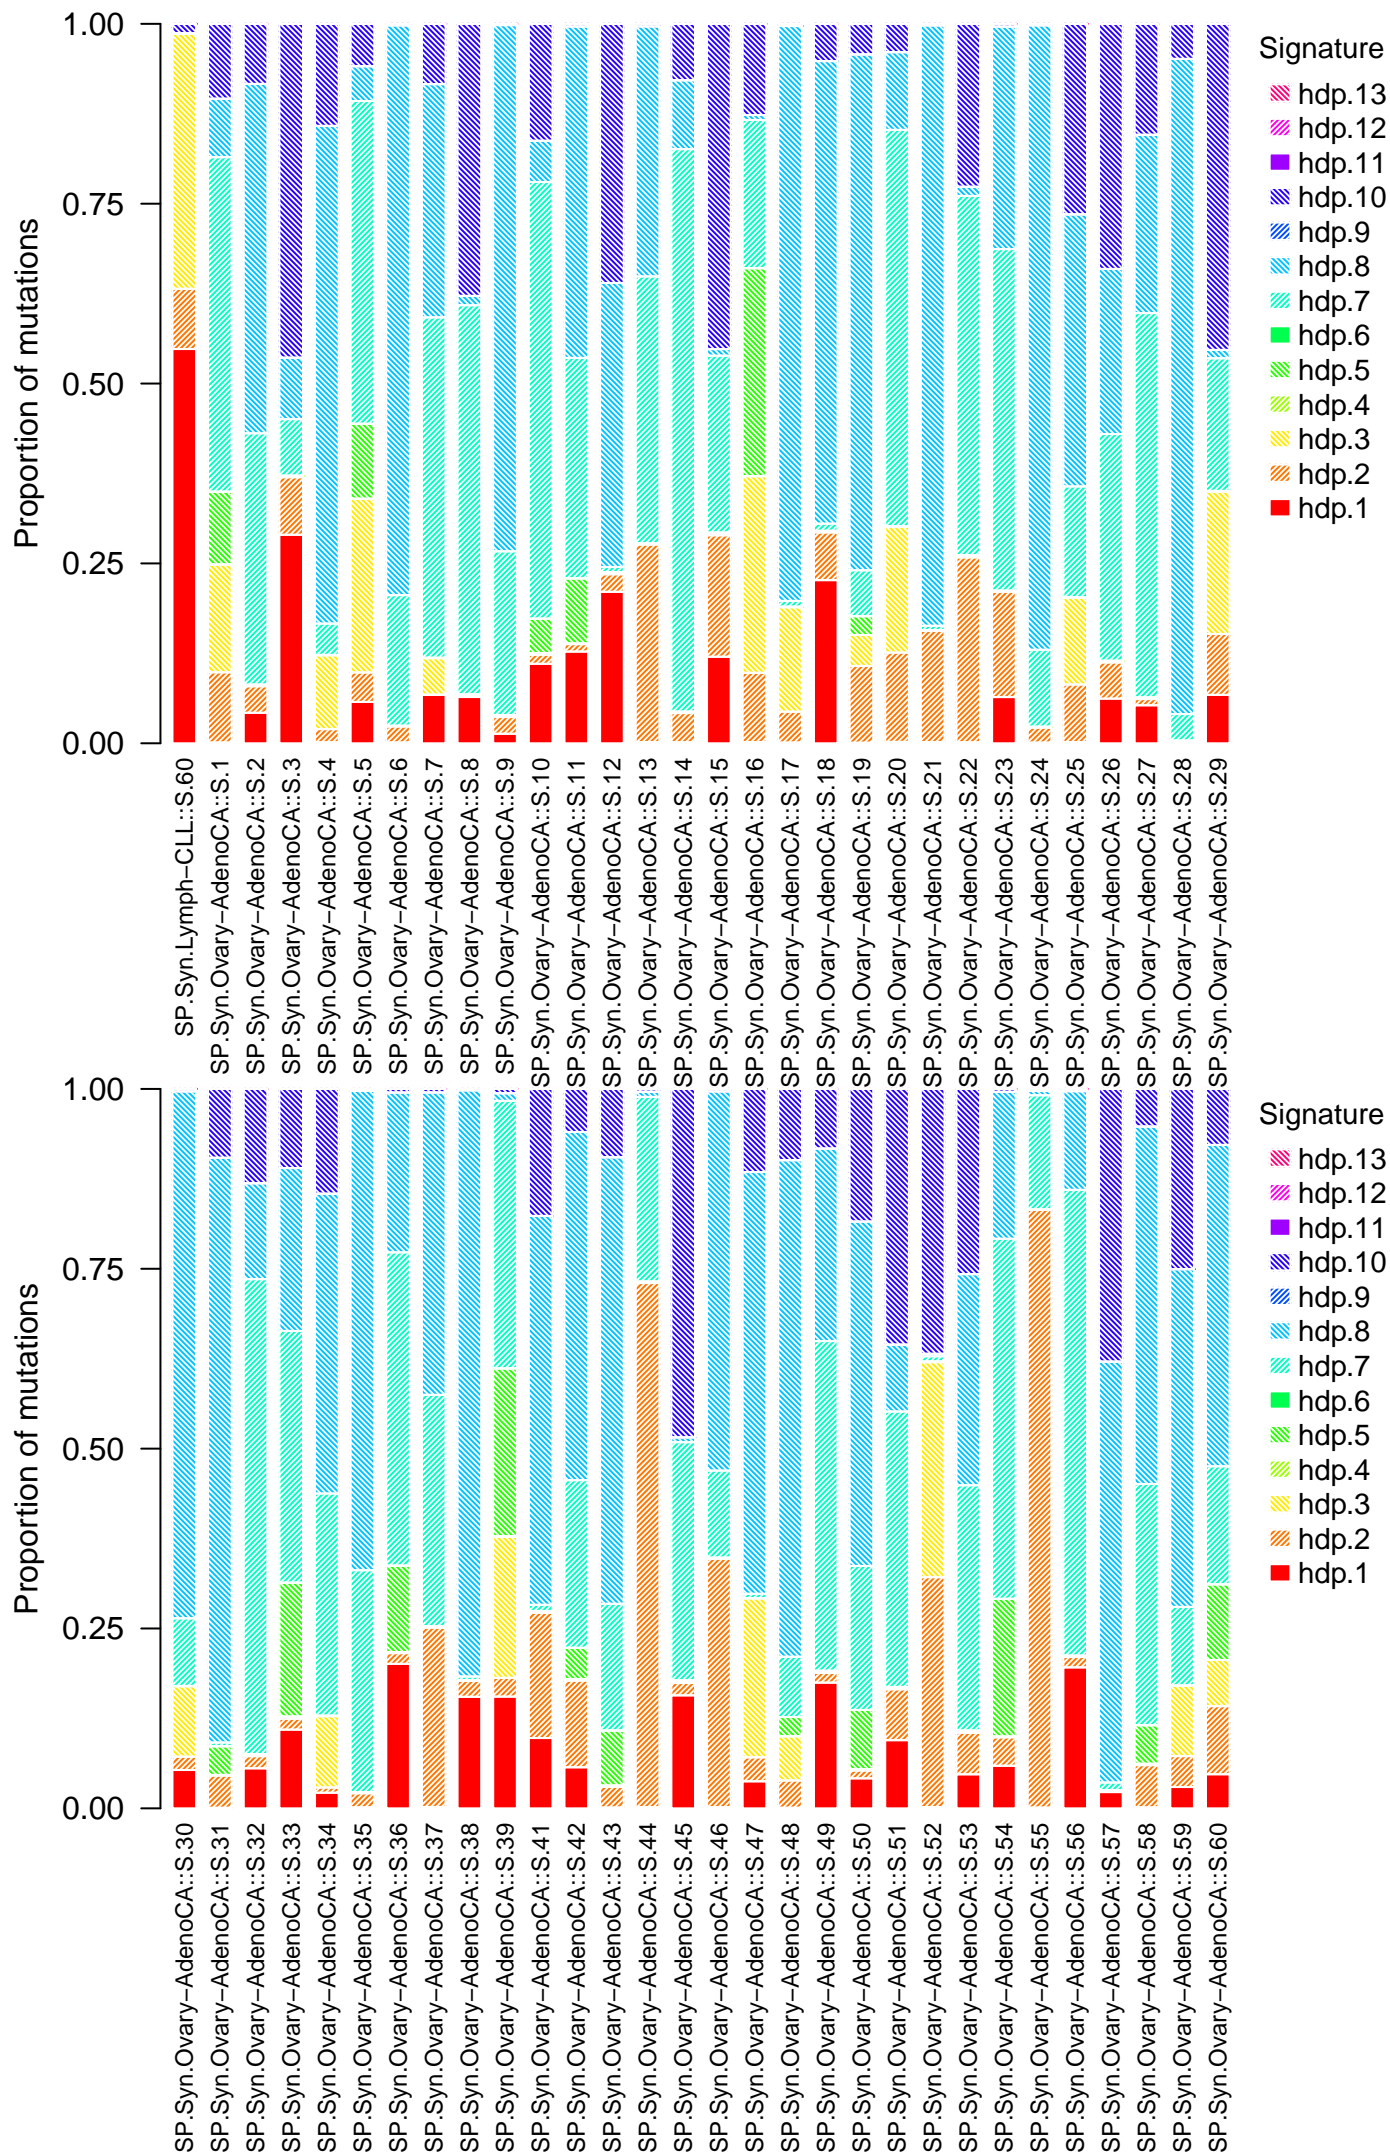 Proportion of mutations
1.00
0.75
0.50
0.25
0.00
SP.Syn.Lymph−CLL::S.60
SP.Syn.Ovary−AdenoCA::S.1
SP.Syn.Ovary−AdenoCA::S.2
SP.Syn.Ovary−AdenoCA::S.3
SP.Syn.Ovary−AdenoCA::S.4
SP.Syn.Ovary−AdenoCA::S.5
SP.Syn.Ovary−AdenoCA::S.6
SP.Syn.Ovary−AdenoCA::S.7
SP.Syn.Ovary−AdenoCA::S.8
SP.Syn.Ovary−AdenoCA::S.9
SP.Syn.Ovary−AdenoCA::S.10
SP.Syn.Ovary−AdenoCA::S.11
SP.Syn.Ovary−AdenoCA::S.12
SP.Syn.Ovary−AdenoCA::S.13
SP.Syn.Ovary−AdenoCA::S.14
SP.Syn.Ovary−AdenoCA::S.15
SP.Syn.Ovary−AdenoCA::S.16
SP.Syn.Ovary−AdenoCA::S.17
SP.Syn.Ovary−AdenoCA::S.18
SP.Syn.Ovary−AdenoCA::S.19
SP.Syn.Ovary−AdenoCA::S.20
SP.Syn.Ovary−AdenoCA::S.21
SP.Syn.Ovary−AdenoCA::S.22
SP.Syn.Ovary−AdenoCA::S.23
SP.Syn.Ovary−AdenoCA::S.24
SP.Syn.Ovary−AdenoCA::S.25
SP.Syn.Ovary−AdenoCA::S.26
SP.Syn.Ovary−AdenoCA::S.27
SP.Syn.Ovary−AdenoCA::S.28
SP.Syn.Ovary−AdenoCA::S.29
Signature
hdp.13
hdp.12
hdp.11
hdp.10
hdp.9
hdp.8
hdp.7
hdp.6
hdp.5
hdp.4
hdp.3
hdp.2
hdp.1
Proportion of mutations
1.00
0.75
0.50
0.25
0.00
SP.Syn.Ovary−AdenoCA::S.30
SP.Syn.Ovary−AdenoCA::S.31
SP.Syn.Ovary−AdenoCA::S.32
SP.Syn.Ovary−AdenoCA::S.33
SP.Syn.Ovary−AdenoCA::S.34
SP.Syn.Ovary−AdenoCA::S.35
SP.Syn.Ovary−AdenoCA::S.36
SP.Syn.Ovary−AdenoCA::S.37
SP.Syn.Ovary−AdenoCA::S.38
SP.Syn.Ovary−AdenoCA::S.39
SP.Syn.Ovary−AdenoCA::S.41
SP.Syn.Ovary−AdenoCA::S.42
SP.Syn.Ovary−AdenoCA::S.43
SP.Syn.Ovary−AdenoCA::S.44
SP.Syn.Ovary−AdenoCA::S.45
SP.Syn.Ovary−AdenoCA::S.46
SP.Syn.Ovary−AdenoCA::S.47
SP.Syn.Ovary−AdenoCA::S.48
SP.Syn.Ovary−AdenoCA::S.49
SP.Syn.Ovary−AdenoCA::S.50
SP.Syn.Ovary−AdenoCA::S.51
SP.Syn.Ovary−AdenoCA::S.52
SP.Syn.Ovary−AdenoCA::S.53
SP.Syn.Ovary−AdenoCA::S.54
SP.Syn.Ovary−AdenoCA::S.55
SP.Syn.Ovary−AdenoCA::S.56
SP.Syn.Ovary−AdenoCA::S.57
SP.Syn.Ovary−AdenoCA::S.58
SP.Syn.Ovary−AdenoCA::S.59
SP.Syn.Ovary−AdenoCA::S.60
Signature
hdp.13
hdp.12
hdp.11
hdp.10
hdp.9
hdp.8
hdp.7
hdp.6
hdp.5
hdp.4
hdp.3
hdp.2
hdp.1